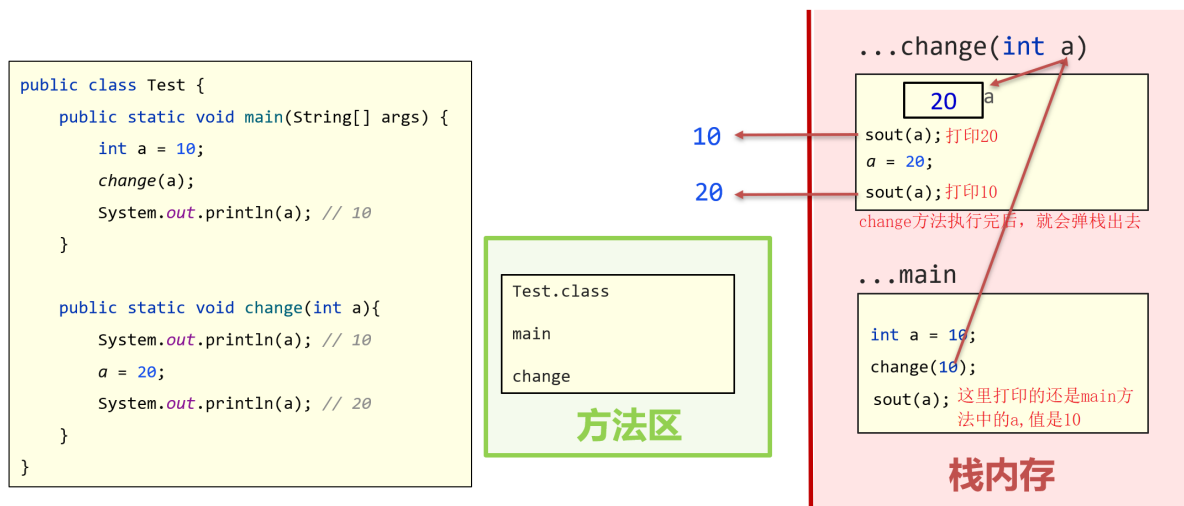 public class Test {
public static void main(String[] args) {
int a = 10;
change(a);
System.out.println(a); // 10
}
public static void change(int a){
System.out.println(a); // 10
a = 20;
System.out.println(a); // 20
}
}
Test.class
main
change
方法区
10
20
...change(int a)
20 a
sout(a); 打印20
a = 20;
sout(a); 打印10
change方法执行完后，就会弹栈出去
...main
int a = 10;
change(10);
sout(a); 这里打印的还是main方
法中的a,值是10
栈内存